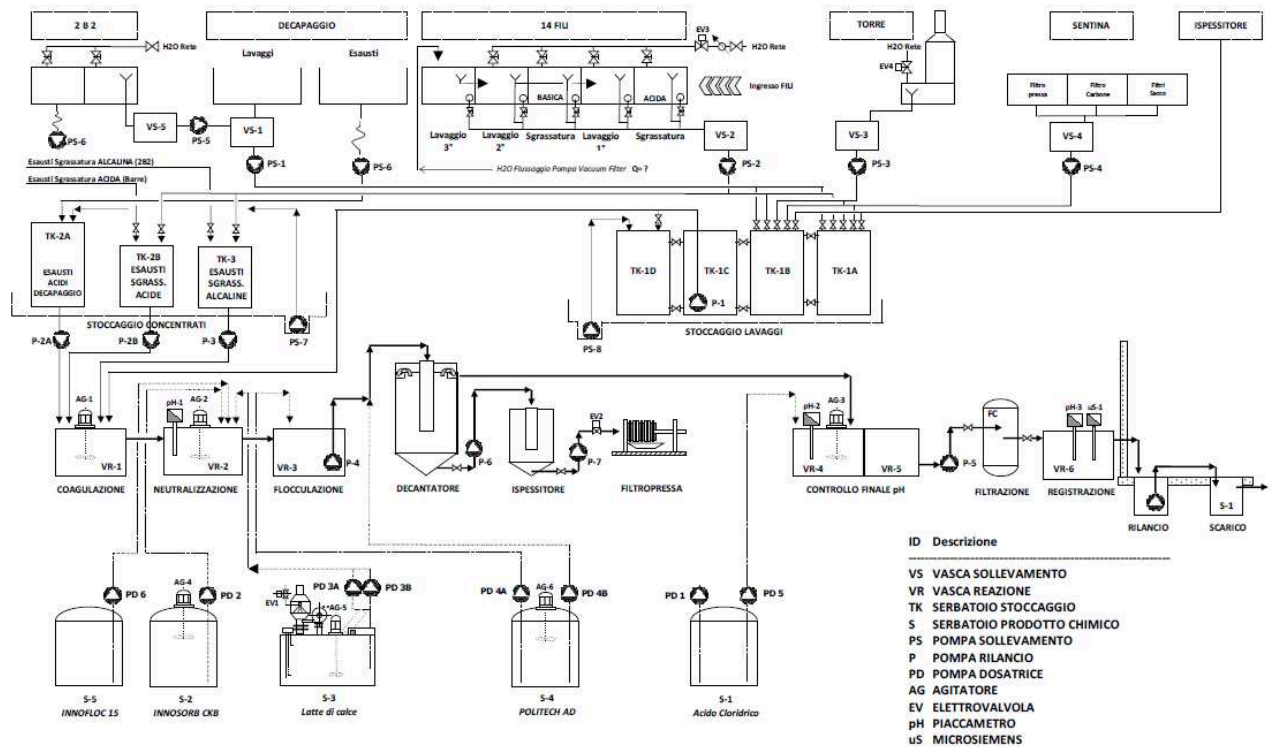 2 B 2
DECAPAGGIO
14 FILI
TORRE
SENTINA
ISPESSITORE
H2O Rete
Lavaggi
Esausti
EV3
H2O Rete
H2O Rete
EV4
BASICA
ACIDA
Ingresso FILI
Filtro pressa
Filtro Carbone
Filtri Sacco
VS-5
PS-5
VS-1
PS-6
PS-1
PS-6
Lavaggio 3°
Lavaggio 2°
Sgrassatura
Lavaggio 1°
Sgrassatura
VS-2
PS-2
VS-3
PS-3
VS-4
PS-4
Esausti Sgrassatura ALCALINA (2B2)
Esausti Sgrassatura ACIDA (Barre)
H2O Flussaggio Pompa Vacuum Filter Q= ?
TK-2A
ESAUSTI
ACIDI
DECAPAGGIO
TK-2B
ESAUSTI
SGRASS.
ACIDE
TK-3
ESAUSTI
SGRASS.
ALCALINE
TK-1D
TK-1C
TK-1B
TK-1A
P-1
STOCCAGGIO CONCENTRATI
STOCCAGGIO LAVAGGI
P-2A
P-2B
P-3
PS-7
PS-8
AG-1
pH-1
AG-2
VR-1
VR-2
VR-3
P-4
P-6
EV2
P-7
pH-2
AG-3
VR-4
VR-5
P-5
FC
pH-3
uS-1
VR-6
S-1
COAGULAZIONE
NEUTRALIZZAZIONE
FLOCCULAZIONE
DECANTATORE
ISPESSITORE
FILTROPRESSA
CONTROLLO FINALE pH
FILTRAZIONE
REGISTRAZIONE
RILANCIO
SCARICO
PD 6
AG-4
PD 2
EV1
AG-5
PD 3A
PD 3B
PD 4A
AG-6
PD 4B
PD 1
PD 5
S-5
INNOFLOC 15
S-2
INNOSORB CKB
S-3
Latte di calce
S-4
POLITECH AD
S-1
Acido Cloridrico
ID Descrizione
VS VASCA SOLLEVAMENTO
VR VASCA REAZIONE
TK SERBATOIO STOCCAGGIO
S SERBATOIO PRODOTTO CHIMICO
PS POMPA SOLLEVAMENTO
P POMPA RILANCIO
PD POMPA DOSATRICE
AG AGITATORE
EV ELETTROVALVOLA
pH PIACCAMETRO
uS MICROSIEMENS